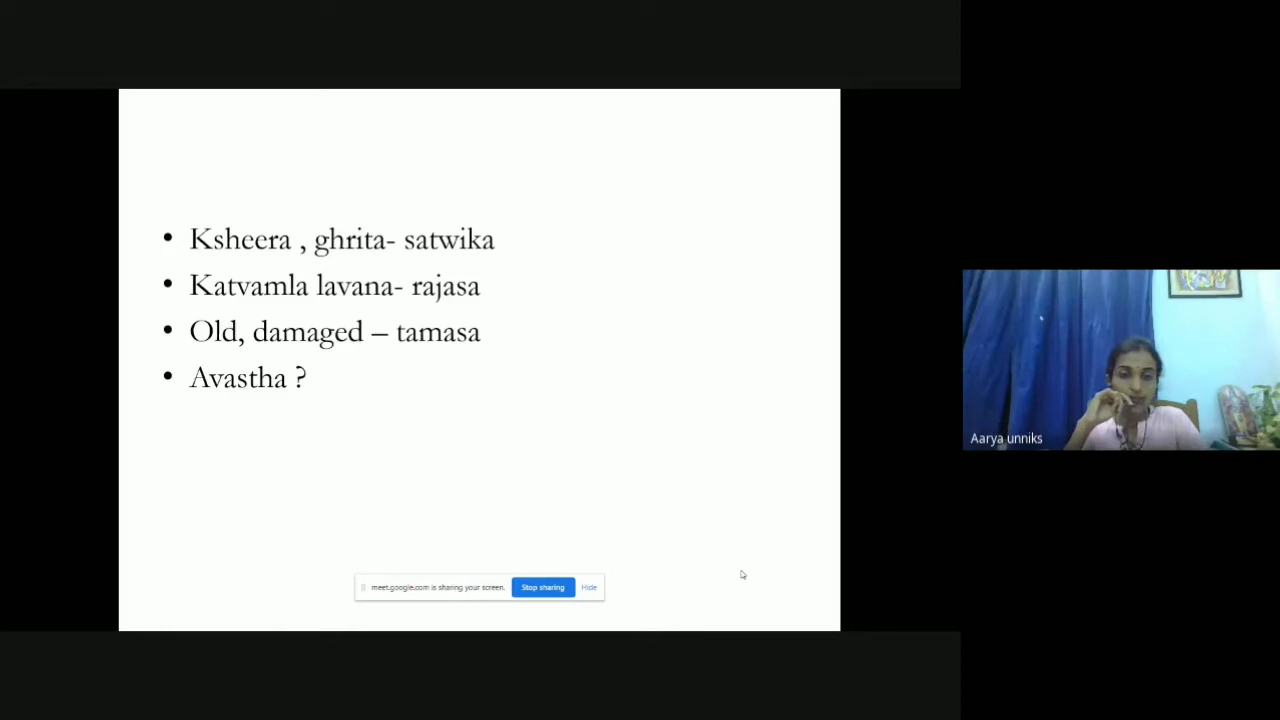 • Ksheera , ghrita- satwika
• Katvamla lavana- rajasa
• Old, damaged – tamasa
• Avastha ?
meet.google.com is sharing your screen. Stop sharing Hide
Aarya unniks